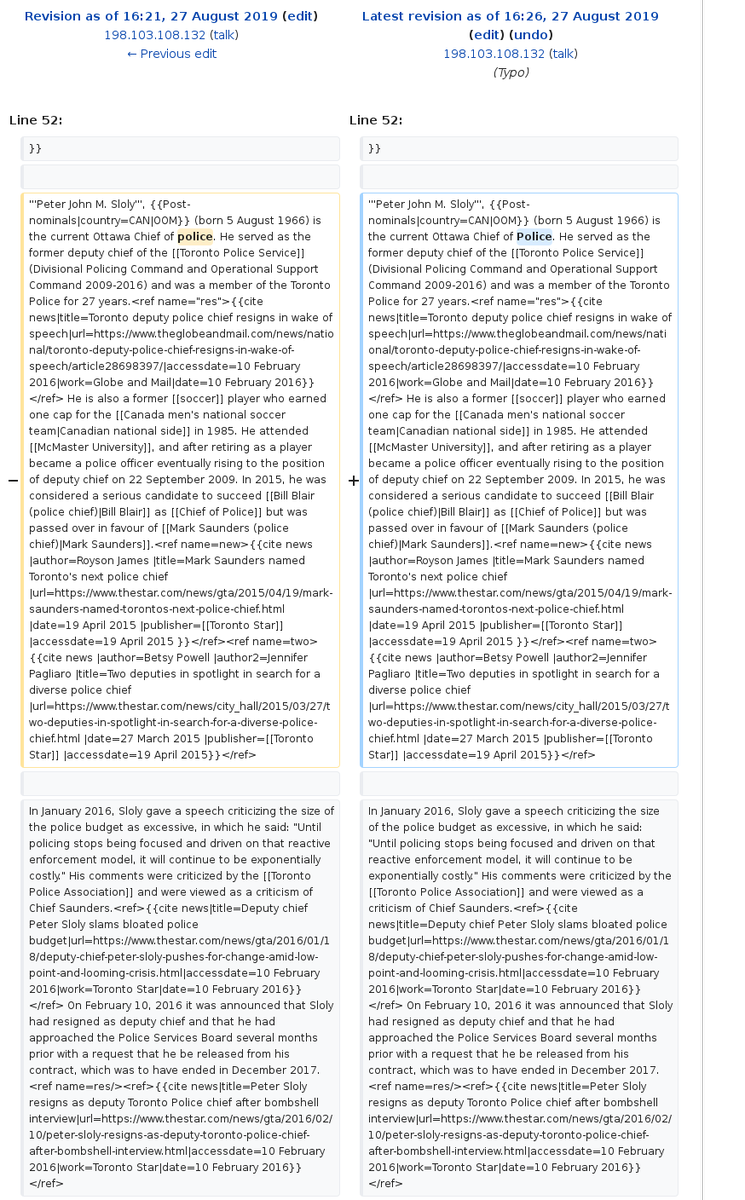 Revision as of 16:21, 27 August 2019 (edit)
198.103.108.132 (talk)
← Previous edit
Latest revision as of 16:26, 27 August 2019
(edit) (undo)
198.103.108.132 (talk)
(Typo)
Line 52:
Line 52:
}}
}}
−
'''Peter John M. Sloly''', {{Post-
nominals|country=CAN|OOM}} (born 5 August 1966) is
the current Ottawa Chief of police. He served as the
former deputy chief of the [[Toronto Police Service]]
(Divisional Policing Command and Operational Support
Command 2009-2016) and was a member of the Toronto
Police for 27 years.<ref name="res">{{cite
news|title=Toronto deputy police chief resigns in wake of
speech|url=https://www.theglobeandmail.com/news/natio
nal/toronto-deputy-police-chief-resigns-in-wake-of-
speech/article28698397/|accessdate=10 February
2016|work=Globe and Mail|date=10 February 2016}}
</ref> He is also a former [[soccer]] player who earned
one cap for the [[Canada men's national soccer
team|Canadian national side]] in 1985. He attended
[[McMaster University]], and after retiring as a player
became a police officer eventually rising to the position
of deputy chief on 22 September 2009. In 2015, he was
considered a serious candidate to succeed [[Bill Blair
(police chief)|Bill Blair]] as [[Chief of Police]] but was
passed over in favour of [[Mark Saunders (police
chief)|Mark Saunders]].<ref name=new>{{cite news
|author=Royson James |title=Mark Saunders named
Toronto's next police chief
|url=https://www.thestar.com/news/gta/2015/04/19/mark-
saunders-named-torontos-next-police-chief.html
|date=19 April 2015 |publisher=[[Toronto Star]]
|accessdate=19 April 2015 }}</ref><ref name=two>
{{cite news |author=Betsy Powell |author2=Jennifer
Pagliaro |title=Two deputies in spotlight in search for a
diverse police chief
|url=https://www.thestar.com/news/city_hall/2015/03/27/t
wo-deputies-in-spotlight-in-search-for-a-diverse-police-
chief.html |date=27 March 2015 |publisher=[[Toronto
Star]] |accessdate=19 April 2015}}</ref>
+
'''Peter John M. Sloly''', {{Post-
nominals|country=CAN|OOM}} (born 5 August 1966) is
the current Ottawa Chief of Police. He served as the
former deputy chief of the [[Toronto Police Service]]
(Divisional Policing Command and Operational Support
Command 2009-2016) and was a member of the Toronto
Police for 27 years.<ref name="res">{{cite
news|title=Toronto deputy police chief resigns in wake of
speech|url=https://www.theglobeandmail.com/news/nati
onal/toronto-deputy-police-chief-resigns-in-wake-of-
speech/article28698397/|accessdate=10 February
2016|work=Globe and Mail|date=10 February 2016}}
</ref> He is also a former [[soccer]] player who earned
one cap for the [[Canada men's national soccer
team|Canadian national side]] in 1985. He attended
[[McMaster University]], and after retiring as a player
became a police officer eventually rising to the position
of deputy chief on 22 September 2009. In 2015, he was
considered a serious candidate to succeed [[Bill Blair
(police chief)|Bill Blair]] as [[Chief of Police]] but was
passed over in favour of [[Mark Saunders (police
chief)|Mark Saunders]].<ref name=new>{{cite news
|author=Royson James |title=Mark Saunders named
Toronto's next police chief
|url=https://www.thestar.com/news/gta/2015/04/19/mark-
saunders-named-torontos-next-police-chief.html
|date=19 April 2015 |publisher=[[Toronto Star]]
|accessdate=19 April 2015 }}</ref><ref name=two>
{{cite news |author=Betsy Powell |author2=Jennifer
Pagliaro |title=Two deputies in spotlight in search for a
diverse police chief
|url=https://www.thestar.com/news/city_hall/2015/03/27/t
wo-deputies-in-spotlight-in-search-for-a-diverse-police-
chief.html |date=27 March 2015 |publisher=[[Toronto
Star]] |accessdate=19 April 2015}}</ref>
In January 2016, Sloly gave a speech criticizing the size of
the police budget as excessive, in which he said: "Until
policing stops being focused and driven on that reactive
enforcement model, it will continue to be exponentially
costly." His comments were criticized by the [[Toronto
Police Association]] and were viewed as a criticism of
Chief Saunders.<ref>{{cite news|title=Deputy chief
Peter Sloly slams bloated police
budget|url=https://www.thestar.com/news/gta/2016/01/1
8/deputy-chief-peter-sloly-pushes-for-change-amid-low-
point-and-looming-crisis.html|accessdate=10 February
2016|work=Toronto Star|date=10 February 2016}}
</ref> On February 10, 2016 it was announced that Sloly
had resigned as deputy chief and that he had
approached the Police Services Board several months
prior with a request that he be released from his
contract, which was to have ended in December 2017.
<ref name=res/><ref>{{cite news|title=Peter Sloly
resigns as deputy Toronto Police chief after bombshell
interview|url=https://www.thestar.com/news/gta/2016/02/
10/peter-sloly-resigns-as-deputy-toronto-police-chief-
after-bombshell-interview.html|accessdate=10 February
2016|work=Toronto Star|date=10 February 2016}}
</ref>
In January 2016, Sloly gave a speech criticizing the size
of the police budget as excessive, in which he said:
"Until policing stops being focused and driven on that
reactive enforcement model, it will continue to be
exponentially costly." His comments were criticized by the
[[Toronto Police Association]] and were viewed as a
criticism of Chief Saunders.<ref>{{cite
news|title=Deputy chief Peter Sloly slams bloated police
budget|url=https://www.thestar.com/news/gta/2016/01/1
8/deputy-chief-peter-sloly-pushes-for-change-amid-low-
point-and-looming-crisis.html|accessdate=10 February
2016|work=Toronto Star|date=10 February 2016}}
</ref> On February 10, 2016 it was announced that Sloly
had resigned as deputy chief and that he had
approached the Police Services Board several months
prior with a request that he be released from his
contract, which was to have ended in December 2017.
<ref name=res/><ref>{{cite news|title=Peter Sloly
resigns as deputy Toronto Police chief after bombshell
interview|url=https://www.thestar.com/news/gta/2016/02/
10/peter-sloly-resigns-as-deputy-toronto-police-chief-
after-bombshell-interview.html|accessdate=10 February
2016|work=Toronto Star|date=10 February 2016}}
</ref>